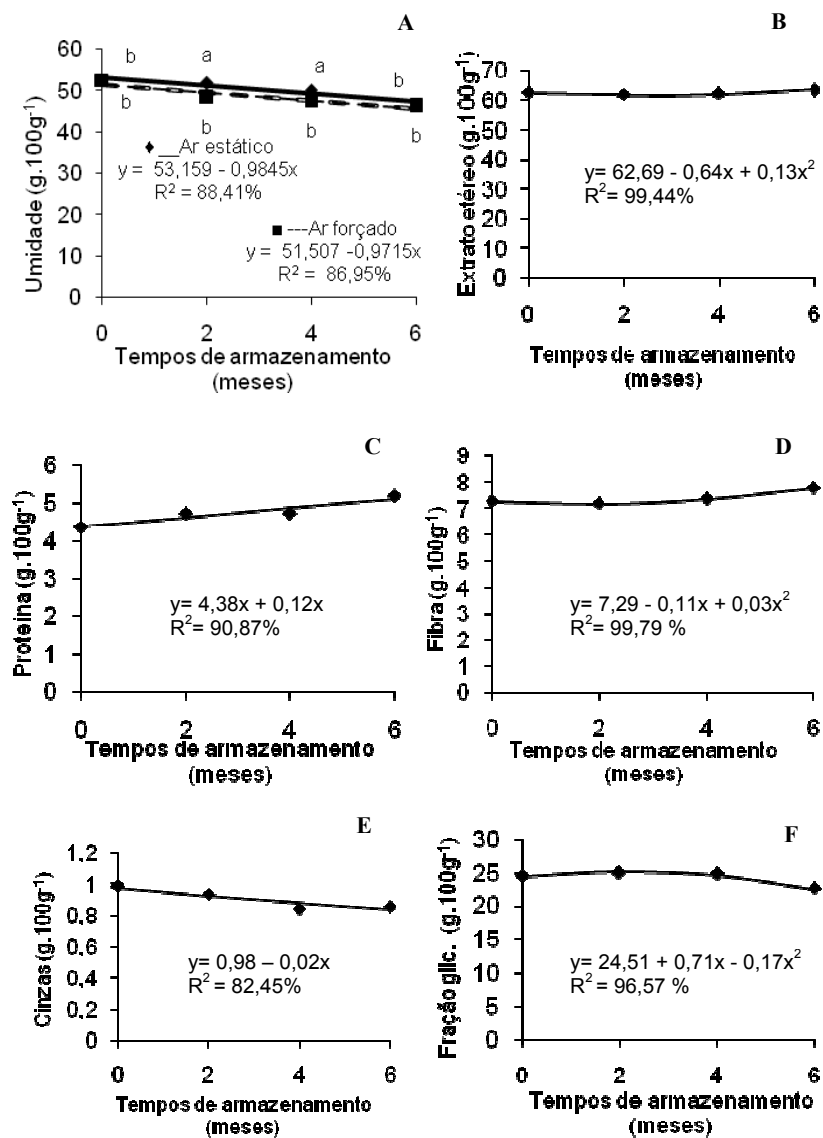 A
Umidade (g.100g-1)
60
50
40
30
20
10
0
b
a
a
b
b
b
b
b
♦ __Ar estático
y = 53,159 - 0,9845x
R2 = 88,41%
■ ---Ar forçado
y = 51,507 -0,9715x
R2 = 86,95%
0 2 4 6
Tempos de armazenamento
(meses)
B
Extrato etéreo (g.100g-1)
70
60
50
40
30
20
10
0
y= 62,69 - 0,64x + 0,13x2
R2= 99,44%
0 2 4 6
Tempos de armazenamento
(meses)
C
Proteína (g.100g-1)
6
5
4
3
2
1
0
y= 4,38x + 0,12x
R2= 90,87%
0 2 4 6
Tempos de armazenamento
(meses)
D
Fibra (g.100g-1)
9
8
7
6
5
4
3
2
1
0
y= 7,29 - 0,11x + 0,03x2
R2= 99,79 %
0 2 4 6
Tempos de armazenamento
(meses)
E
Cinzas (g.100g-1)
1.2
1
0.8
0.6
0.4
0.2
0
y= 0,98 – 0,02x
R2 = 82,45%
0 2 4 6
Tempos de armazenamento
(meses)
F
Fração glic. (g.100g-1)
30
25
20
15
10
5
0
y= 24,51 + 0,71x - 0,17x2
R2 = 96,57 %
0 2 4 6
Tempos de armazenamento
(meses)